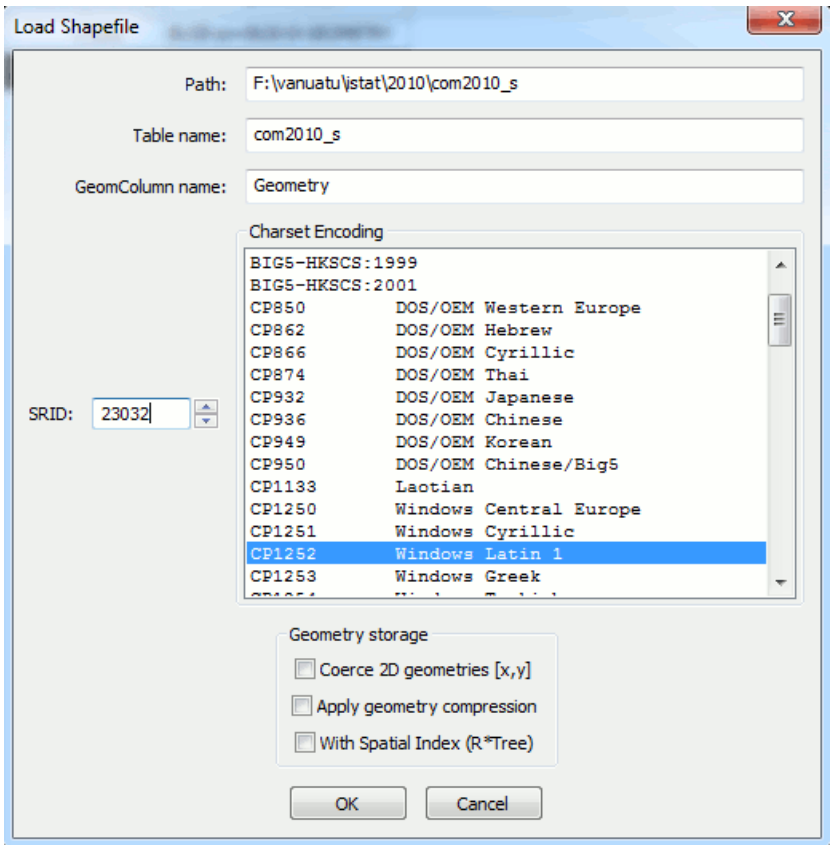 Load Shapefile
Path: F:\vanuatu\istat\2010\com2010_s
Table name: com2010_s
GeomColumn name: Geometry
Charset Encoding
BIG5-HKSCS:1999
BIG5-HKSCS:2001
CP850 DOS/OEM Western Europe
CP862 DOS/OEM Hebrew
CP866 DOS/OEM Cyrillic
CP874 DOS/OEM Thai
CP932 DOS/OEM Japanese
CP936 DOS/OEM Chinese
CP949 DOS/OEM Korean
CP950 DOS/OEM Chinese/Big5
CP1133 Laotian
CP1250 Windows Central Europe
CP1251 Windows Cyrillic
CP1252 Windows Latin 1
CP1253 Windows Greek
SRID: 23032
Geometry storage
Coerce 2D geometries [x,y]
Apply geometry compression
With Spatial Index (R*Tree)
OK Cancel